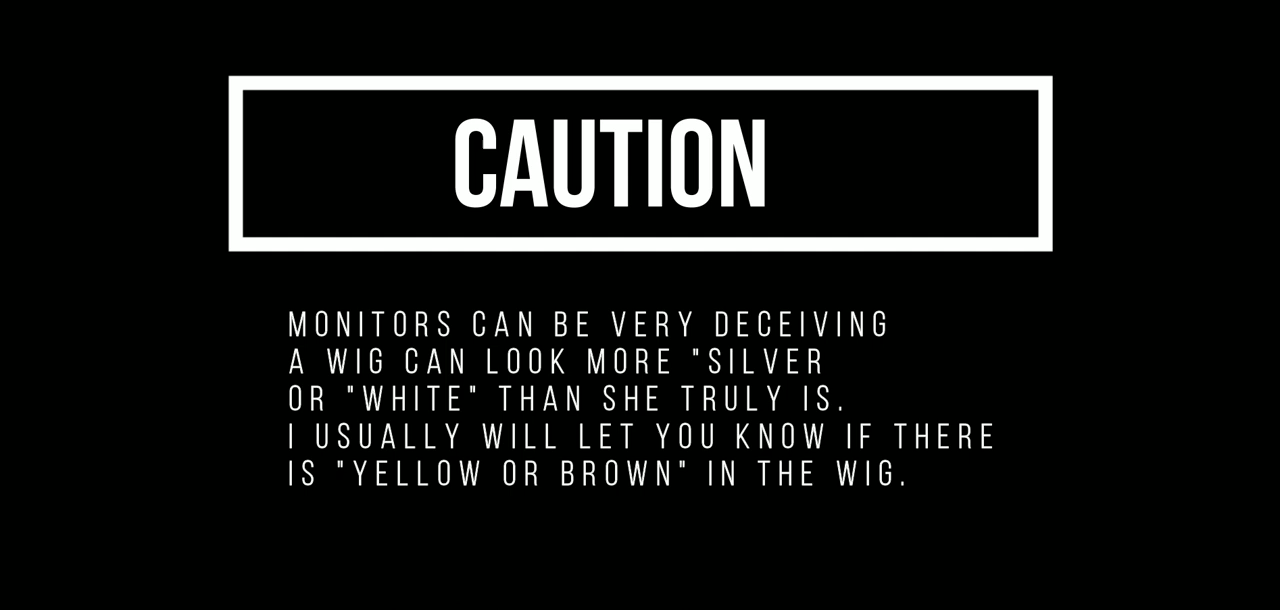 CAUTION
MONITORS CAN BE VERY DECEIVING
A WIG CAN LOOK MORE "SILVER
OR "WHITE" THAN SHE TRULY IS.
I USUALLY WILL LET YOU KNOW IF THERE
IS "YELLOW OR BROWN" IN THE WIG.